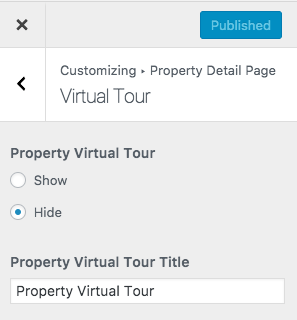 Published
Customizing ▸ Property Detail Page
Virtual Tour
Property Virtual Tour
Show
Hide
Property Virtual Tour Title
Property Virtual Tour